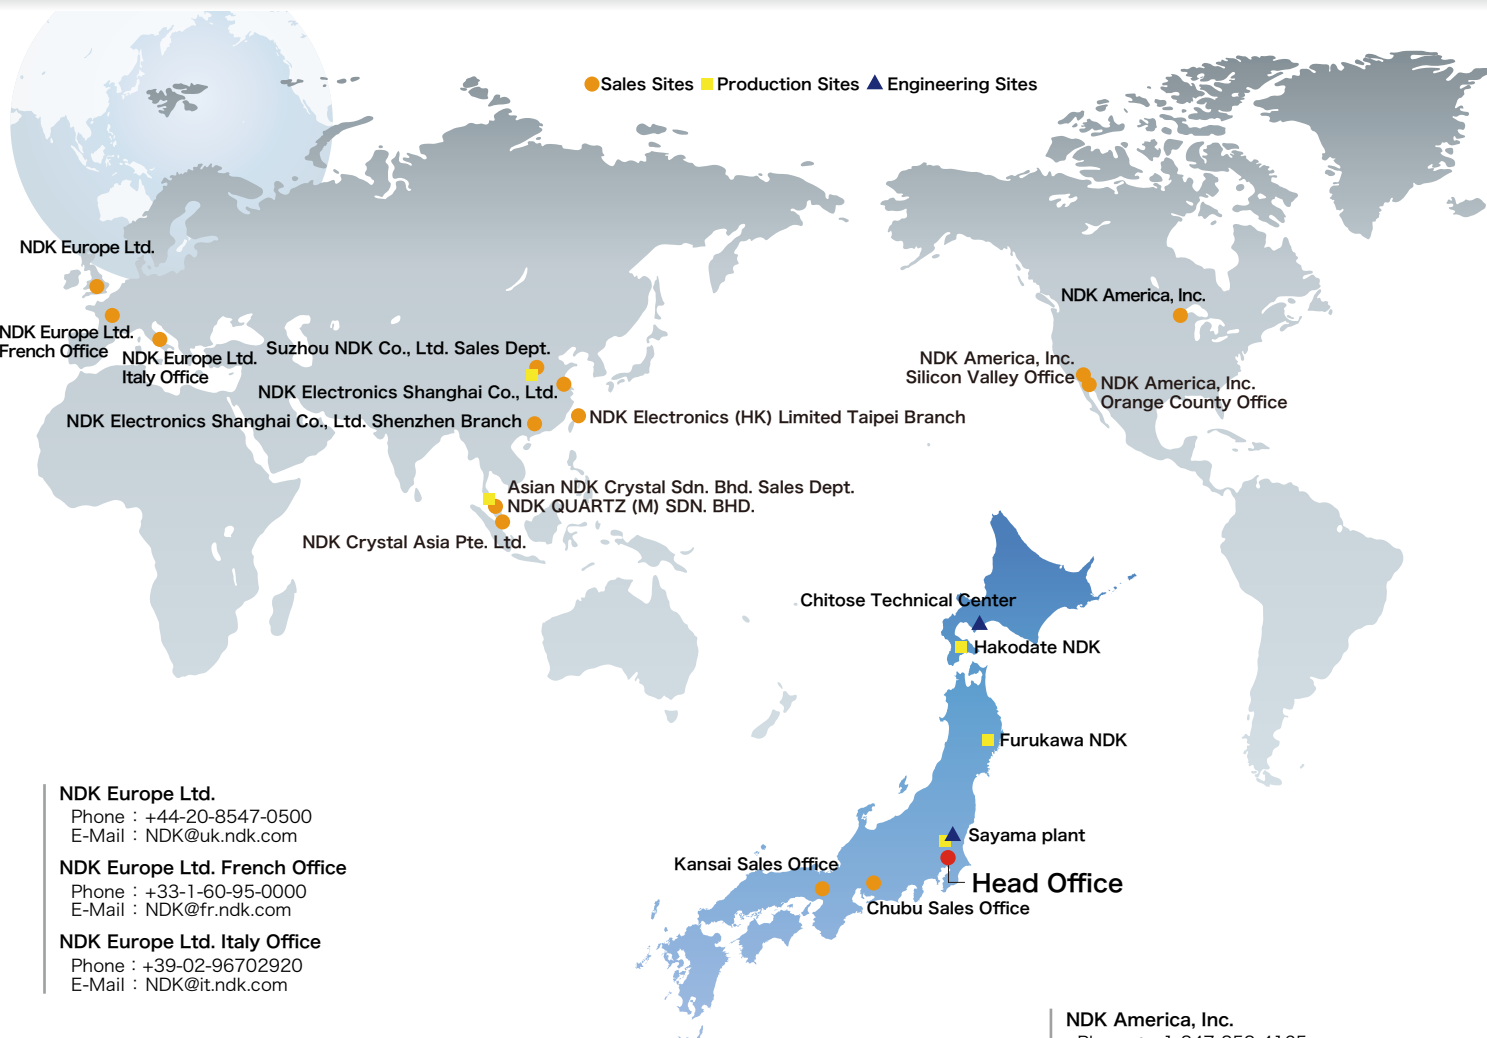 Sales Sites Production Sites Engineering Sites
NDK Europe Ltd.
NDK America, Inc.
NDK Europe Ltd.
French Office
NDK Europe Ltd.
Italy Office
Suzhou NDK Co., Ltd. Sales Dept.
NDK America, Inc.
Silicon Valley Office
NDK America, Inc.
Orange County Office
NDK Electronics Shanghai Co., Ltd.
NDK Electronics Shanghai Co., Ltd. Shenzhen Branch
NDK Electronics (HK) Limited Taipei Branch
Asian NDK Crystal Sdn. Bhd. Sales Dept.
NDK QUARTZ (M) SDN. BHD.
NDK Crystal Asia Pte. Ltd.
Chitose Technical Center
Hakodate NDK
Furukawa NDK
Sayama plant
Kansai Sales Office
Head Office
Chubu Sales Office
NDK Europe Ltd.
Phone : +44-20-8547-0500
E-Mail : NDK@uk.ndk.com
NDK Europe Ltd. French Office
Phone : +33-1-60-95-0000
E-Mail : NDK@fr.ndk.com
NDK Europe Ltd. Italy Office
Phone : +39-02-96702920
E-Mail : NDK@it.ndk.com
NDK America, Inc.